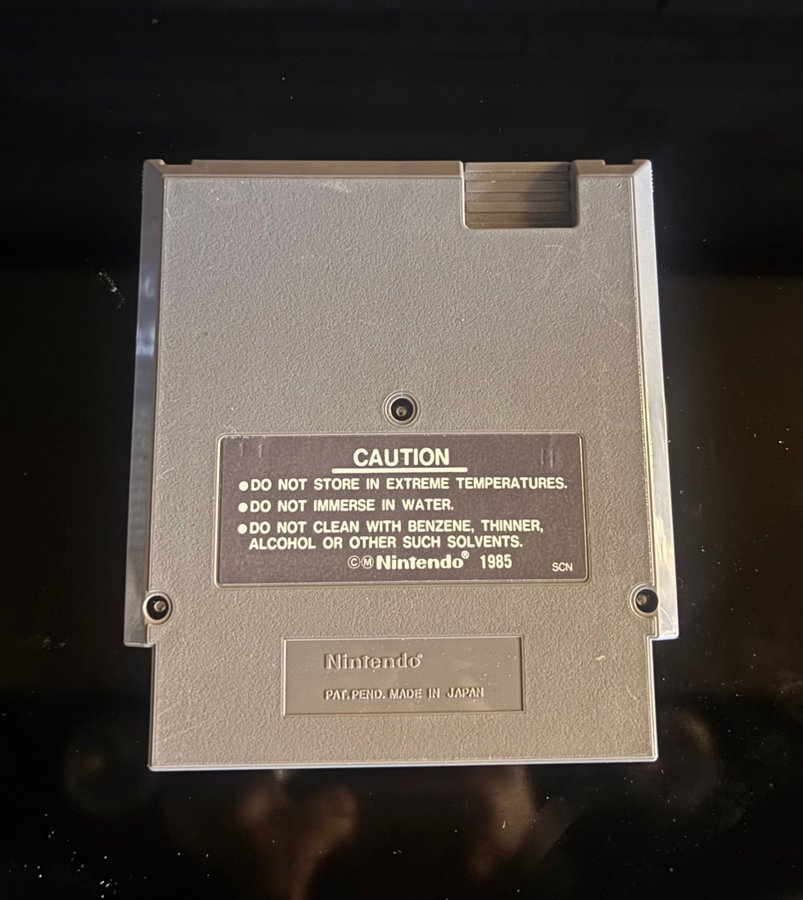 CAUTION
●DO NOT STORE IN EXTREME TEMPERATURES.
●DO NOT IMMERSE IN WATER.
●DO NOT CLEAN WITH BENZENE, THINNER,
ALCOHOL OR OTHER SUCH SOLVENTS.
©Ⓜ Nintendo® 1985
SCN
Nintendo®
PAT.PEND. MADE IN JAPAN